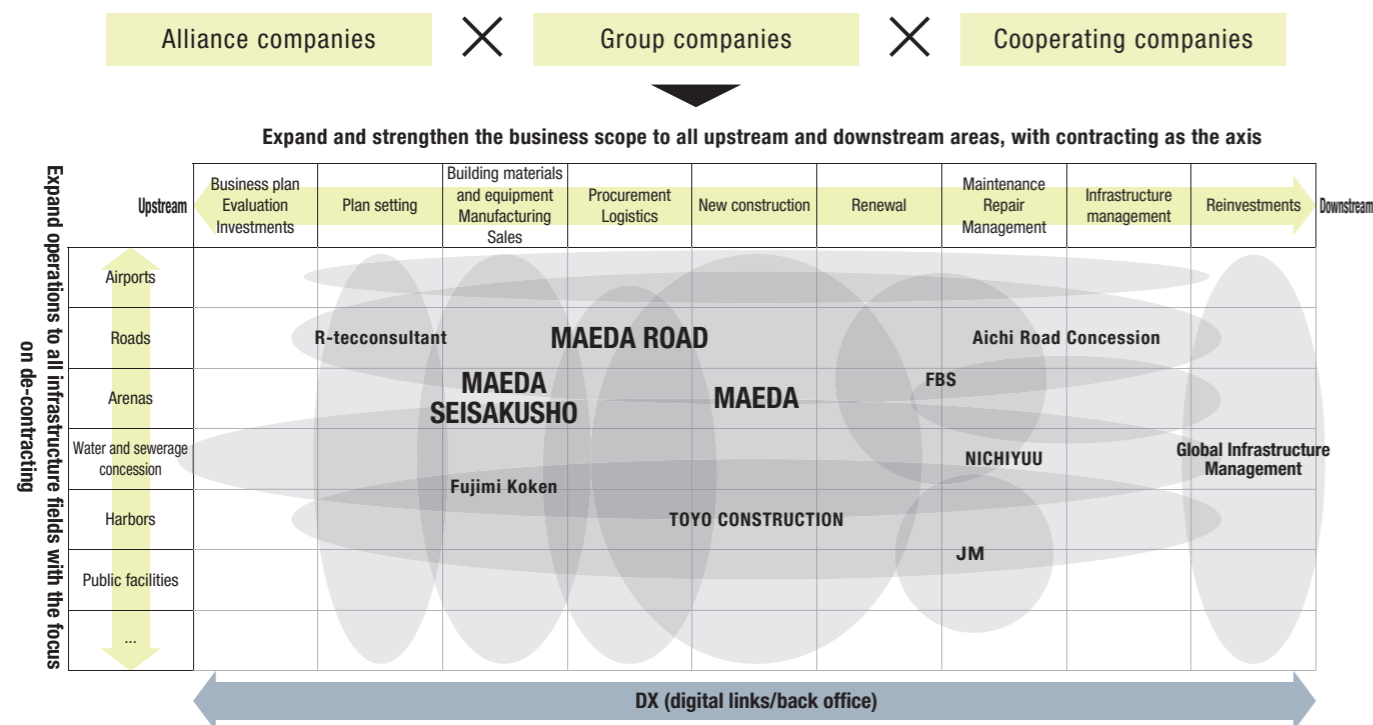 Alliance companies
Group companies
Cooperating companies
Expand and strengthen the business scope to all upstream and downstream areas, with contracting as the axis
Expand operations to all infrastructure fields with the focus
on de-contracting
Upstream
Business plan
Evaluation
Investments
Plan setting
Building materials
and equipment
Manufacturing
Sales
Procurement
Logistics
New construction
Renewal
Maintenance
Repair
Management
Infrastructure
management
Reinvestments
Downstream
Airports
Roads
R-tecconsultant
MAEDA ROAD
Aichi Road Concession
Arenas
MAEDA
SEISAKUSHO
MAEDA
FBS
Water and sewerage
concession
NICHIYUU
Global Infrastructure
Management
Fujimi Koken
Harbors
TOYO CONSTRUCTION
JM
Public facilities
...
DX (digital links/back office)